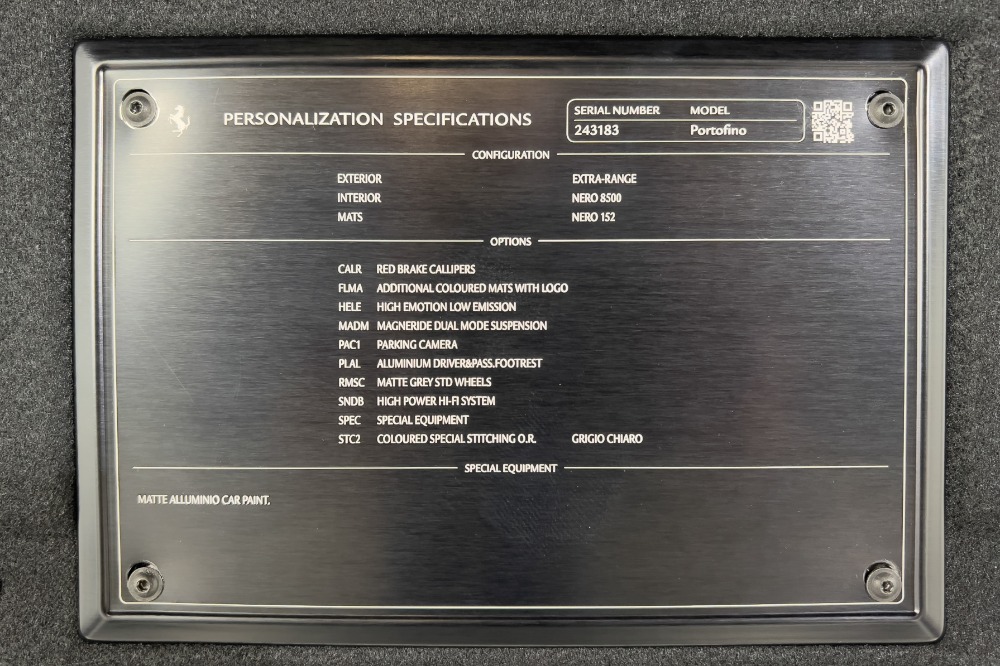 PERSONALIZATION SPECIFICATIONS
SERIAL NUMBER MODEL
243183 Portofino
CONFIGURATION
EXTERIOR EXTRA-RANGE
INTERIOR NERO 8500
MATS NERO 152
OPTIONS
CALR RED BRAKE CALLIPERS
FLMA ADDITIONAL COLOURED MATS WITH LOGO
HELE HIGH EMOTION LOW EMISSION
MADM MAGNERIDE DUAL MODE SUSPENSION
PAC1 PARKING CAMERA
PLAL ALUMINIUM DRIVER&PASS.FOOTREST
RMSC MATTE GREY STD WHEELS
SNDB HIGH POWER HI-FI SYSTEM
SPEC SPECIAL EQUIPMENT
STC2 COLOURED SPECIAL STITCHING O.R. GRIGIO CHIARO
SPECIAL EQUIPMENT
MATTE ALLUMINIO CAR PAINT.